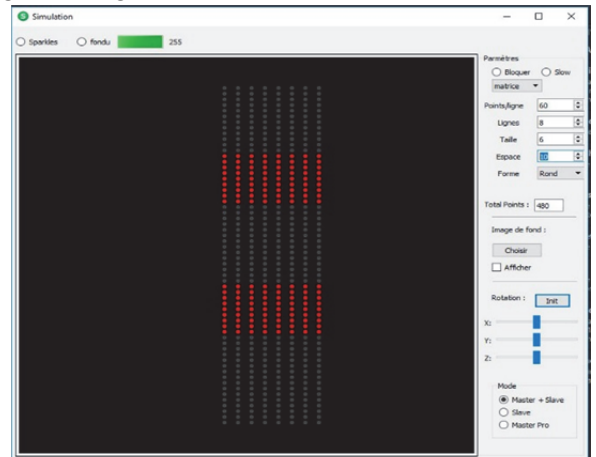 Simulation
Sparkles fondu 255
Paramètres
Bloquer Slow
matrice
Points/ligne 60
Lignes 8
Taille 6
Espace 10
Forme Rond
Total Points : 480
Image de fond :
Choisir
Afficher
Rotation : Init
X:
Y:
Z:
Mode
Master + Slave
Slave
Master Pro